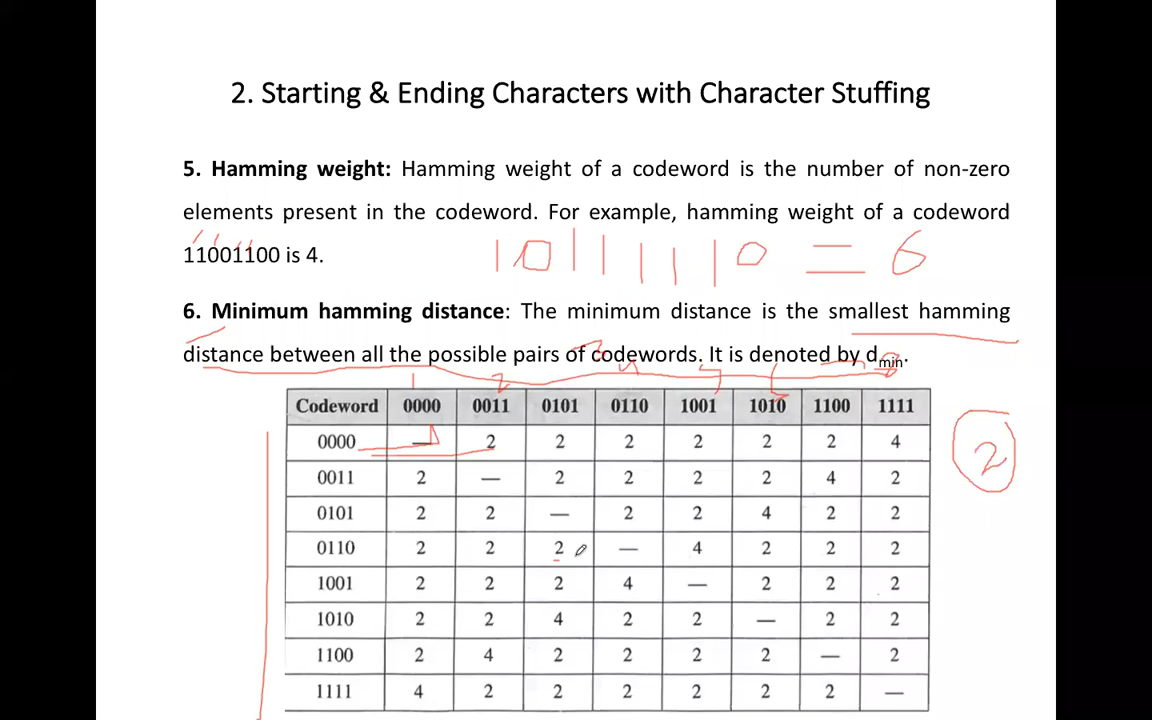 2. Starting & Ending Characters with Character Stuffing
5. Hamming weight: Hamming weight of a codeword is the number of non-zero
elements present in the codeword. For example, hamming weight of a codeword
11001100 is 4.
10111110 = 6
6. Minimum hamming distance: The minimum distance is the smallest hamming
distance between all the possible pairs of codewords. It is denoted by dmin.
Codeword 0000 0011 0101 0110 1001 1010 1100 1111
0000 — 2 2 2 2 2 2 4
2
0011 2 — 2 2 2 2 4 2
0101 2 2 — 2 2 4 2 2
0110 2 2 2 — 4 2 2 2
1001 2 2 2 4 — 2 2 2
1010 2 2 4 2 2 — 2 2
1100 2 4 2 2 2 2 — 2
1111 4 2 2 2 2 2 2 —